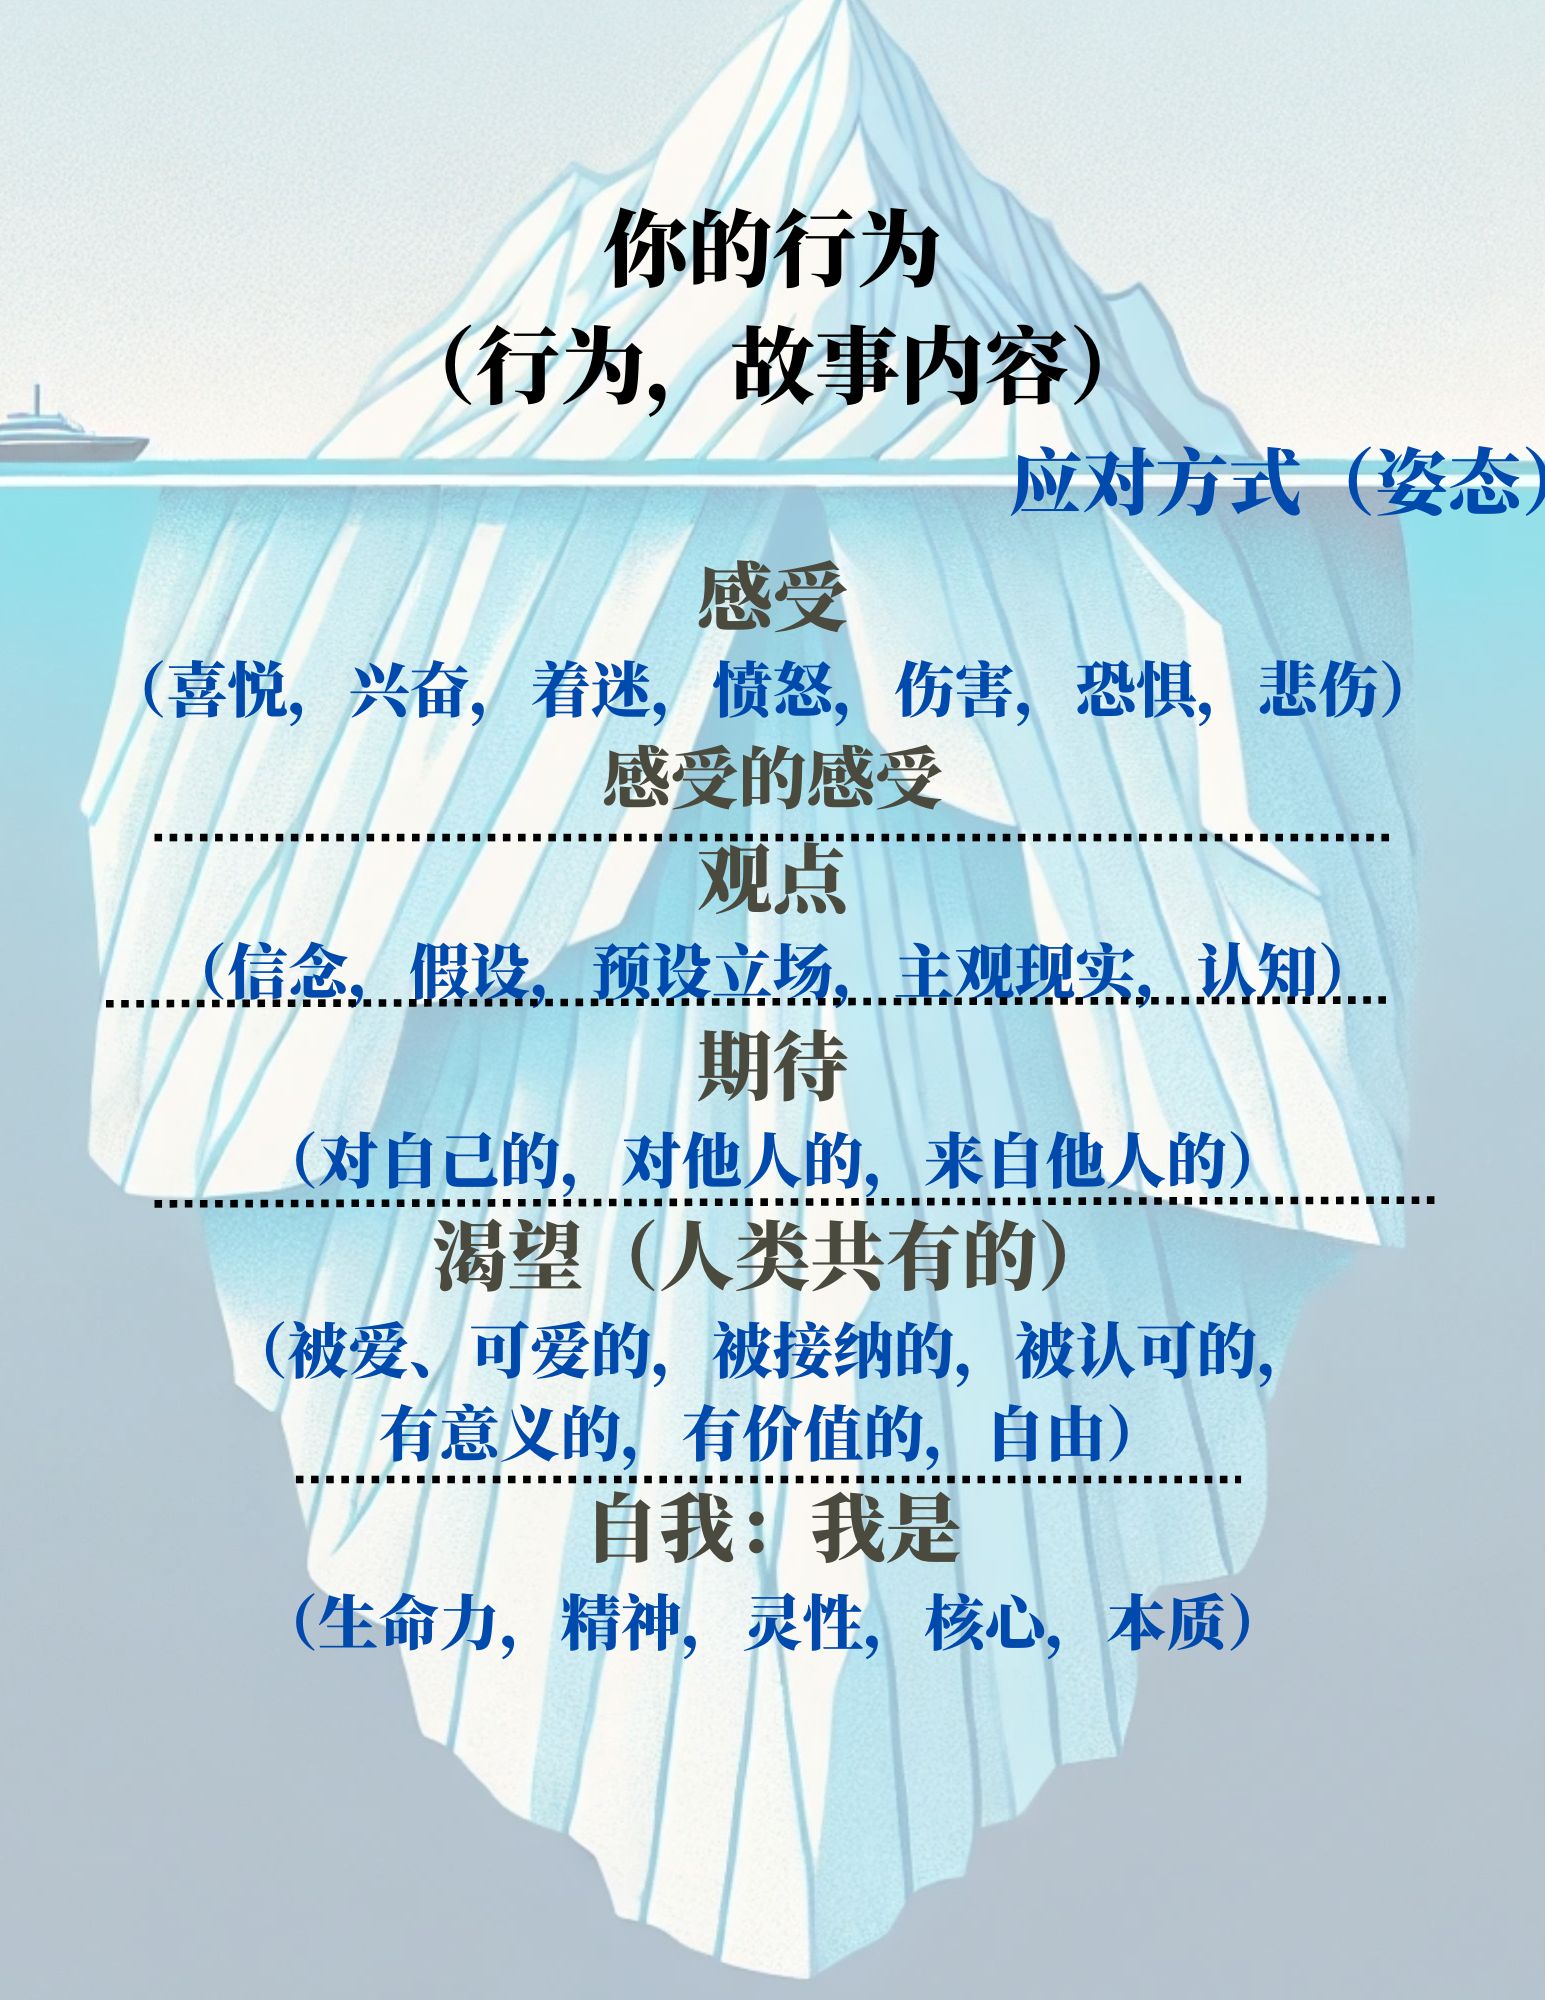 你的行为
（行为，故事内容）
应对方式（姿态）
感受
（喜悦，兴奋，着迷，愤怒，伤害，恐惧，悲伤）
感受的感受
观点
（信念，假设，预设立场，主观现实，认知）
期待
（对自己的，对他人的，来自他人的）
渴望（人类共有的）
（被爱、可爱的，被接纳的，被认可的，
有意义的，有价值的，自由）
自我：我是
（生命力，精神，灵性，核心，本质）